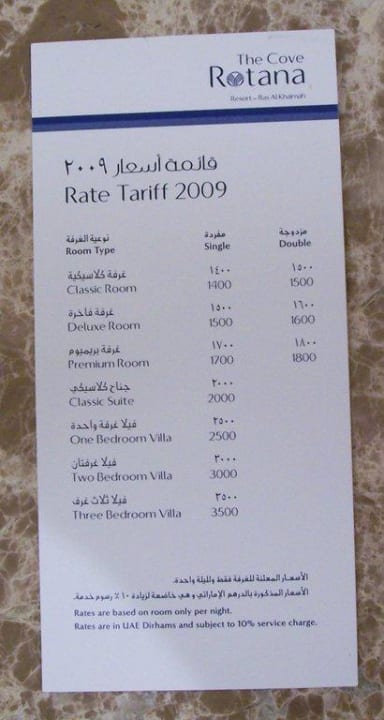 The Cove
Rotana
Resort – Ras Al Khaimah
قائمة أسعار ٢٠٠٩
Rate Tariff 2009
نوعية الغرفة مفردة مزدوجة
Room Type Single Double
غرفة كلاسيكية ١٤٠٠ ١٥٠٠
Classic Room 1400 1500
غرفة فاخرة ١٥٠٠ ١٦٠٠
Deluxe Room 1500 1600
غرفة بريميوم ١٧٠٠ ١٨٠٠
Premium Room 1700 1800
جناح كلاسيكي ٢٠٠٠
Classic Suite 2000
فيلا غرفة واحدة ٢٥٠٠
One Bedroom Villa 2500
فيلا غرفتان ٣٠٠٠
Two Bedroom Villa 3000
فيلا ثلاث غرف ٣٥٠٠
Three Bedroom Villa 3500
الأسعار المعلنة للغرفة فقط ولليلة واحدة.
الأسعار المذكورة بالدرهم الإماراتي و هي خاضعة لزيادة ١٠٪ رسوم خدمة.
Rates are based on room only per night.
Rates are in UAE Dirhams and subject to 10% service charge.